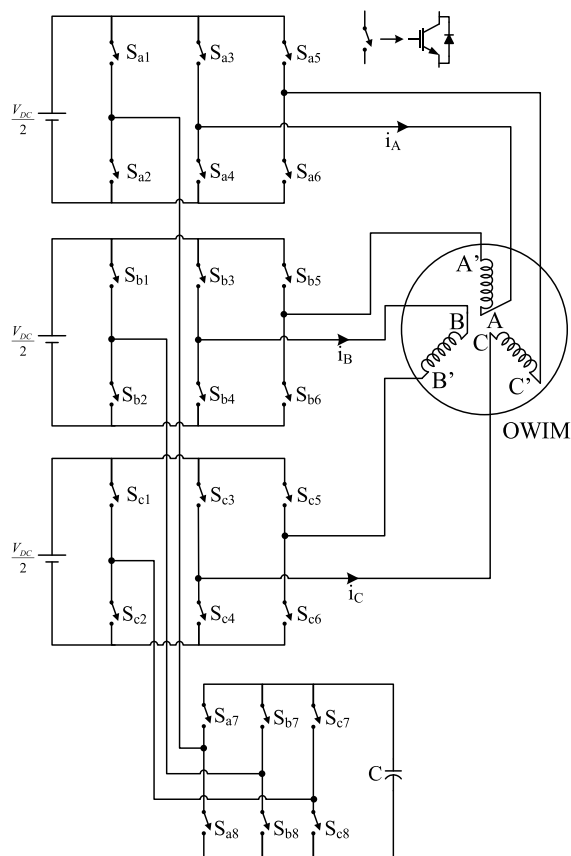 V_DC/2
S_a1 S_a3 S_a5
S_a2 S_a4 S_a6
i_A
V_DC/2
S_b1 S_b3 S_b5
S_b2 S_b4 S_b6
i_B
A'
B A
C
B' C'
OWIM
V_DC/2
S_c1 S_c3 S_c5
S_c2 S_c4 S_c6
i_C
S_a7 S_b7 S_c7
C
S_a8 S_b8 S_c8